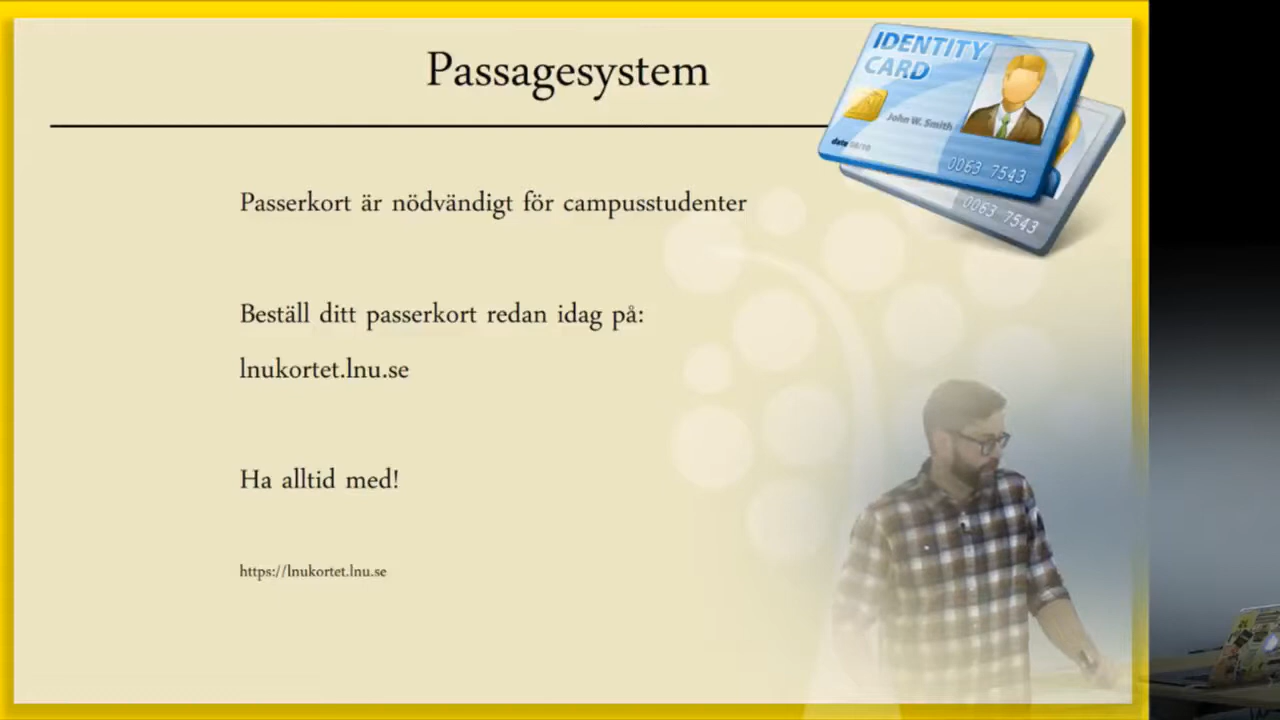 Passagesystem
IDENTITY
CARD
John W. Smith
0063 7543
0063 7543
Passerkort är nödvändigt för campusstudenter
Beställ ditt passerkort redan idag på:
lnukortet.lnu.se
Ha alltid med!
https://lnukortet.lnu.se